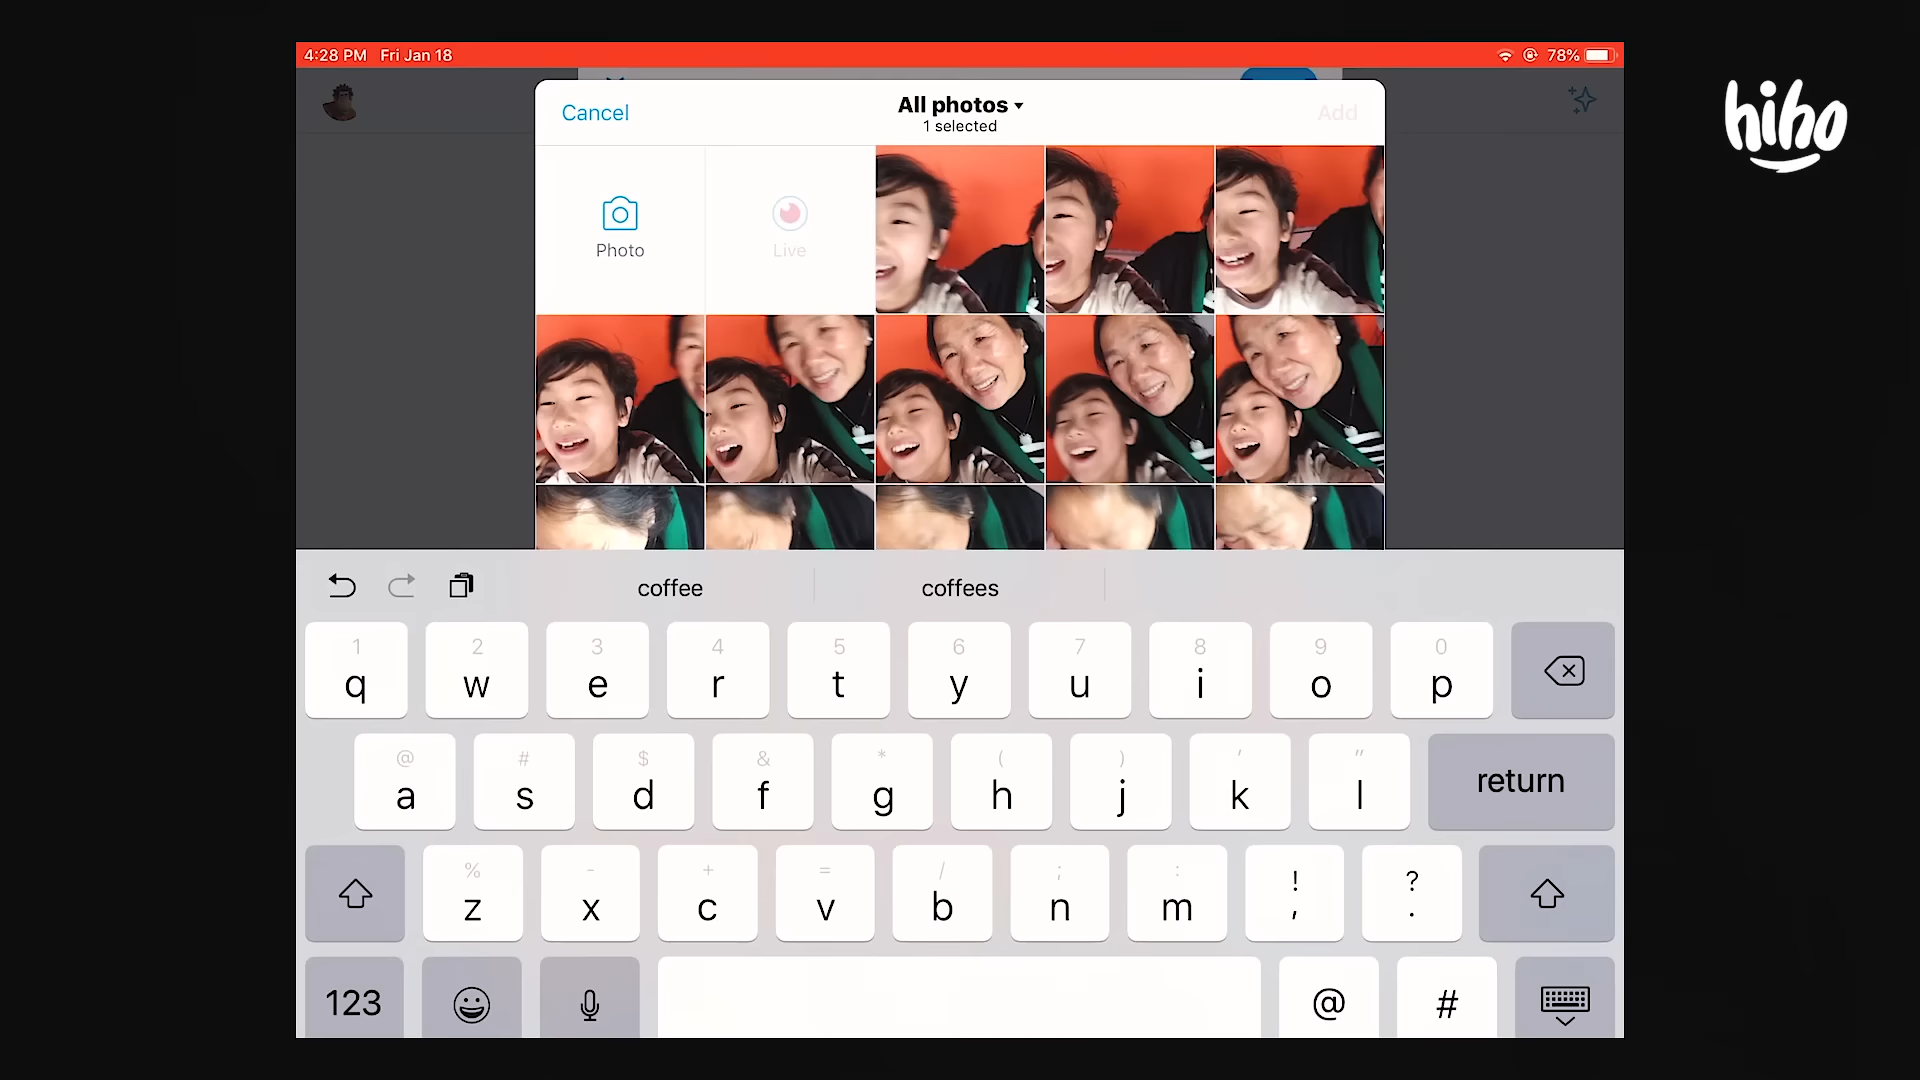 4:28 PM Fri Jan 18
78%
hiho
Cancel
All photos
1 selected
Add
Photo
Live
coffee
coffees
1 2 3 4 5 6 7 8 9 0
q w e r t y u i o p
@ # $ & * ( ) ' "
a s d f g h j k l return
% - + = / ; : ! ?
z x c v b n m , .
123 @ #